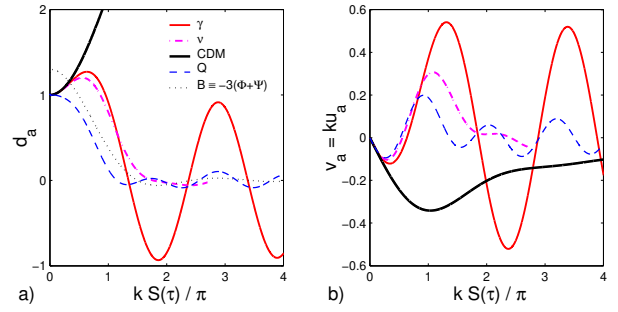 2
1
0
−1
d_a
0 1 2 3 4
k S(τ) / π
a)
γ
ν
CDM
Q
B ≡ −3(Φ+Ψ)
0.6
0.4
0.2
0
−0.2
−0.4
−0.6
v_a = ku_a
0 1 2 3 4
k S(τ) / π
b)